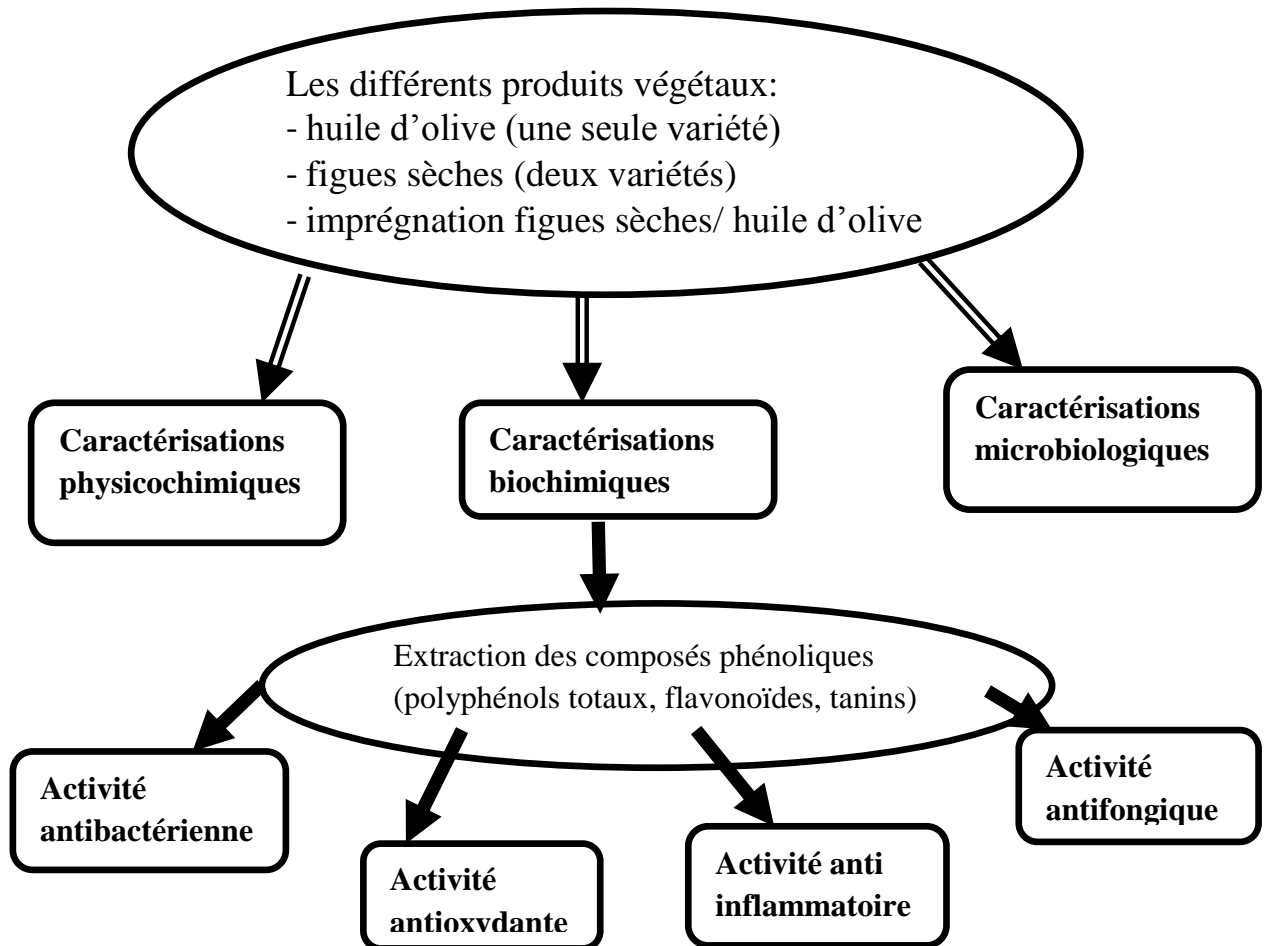 Les différents produits végétaux:
- huile d’olive (une seule variété)
- figues sèches (deux variétés)
- imprégnation figues sèches/ huile d’olive
Caractérisations
physicochimiques
Caractérisations
biochimiques
Caractérisations
microbiologiques
Extraction des composés phénoliques
(polyphénols totaux, flavonoïdes, tanins)
Activité
antibactérienne
Activité
antioxydante
Activité anti
inflammatoire
Activité
antifongique